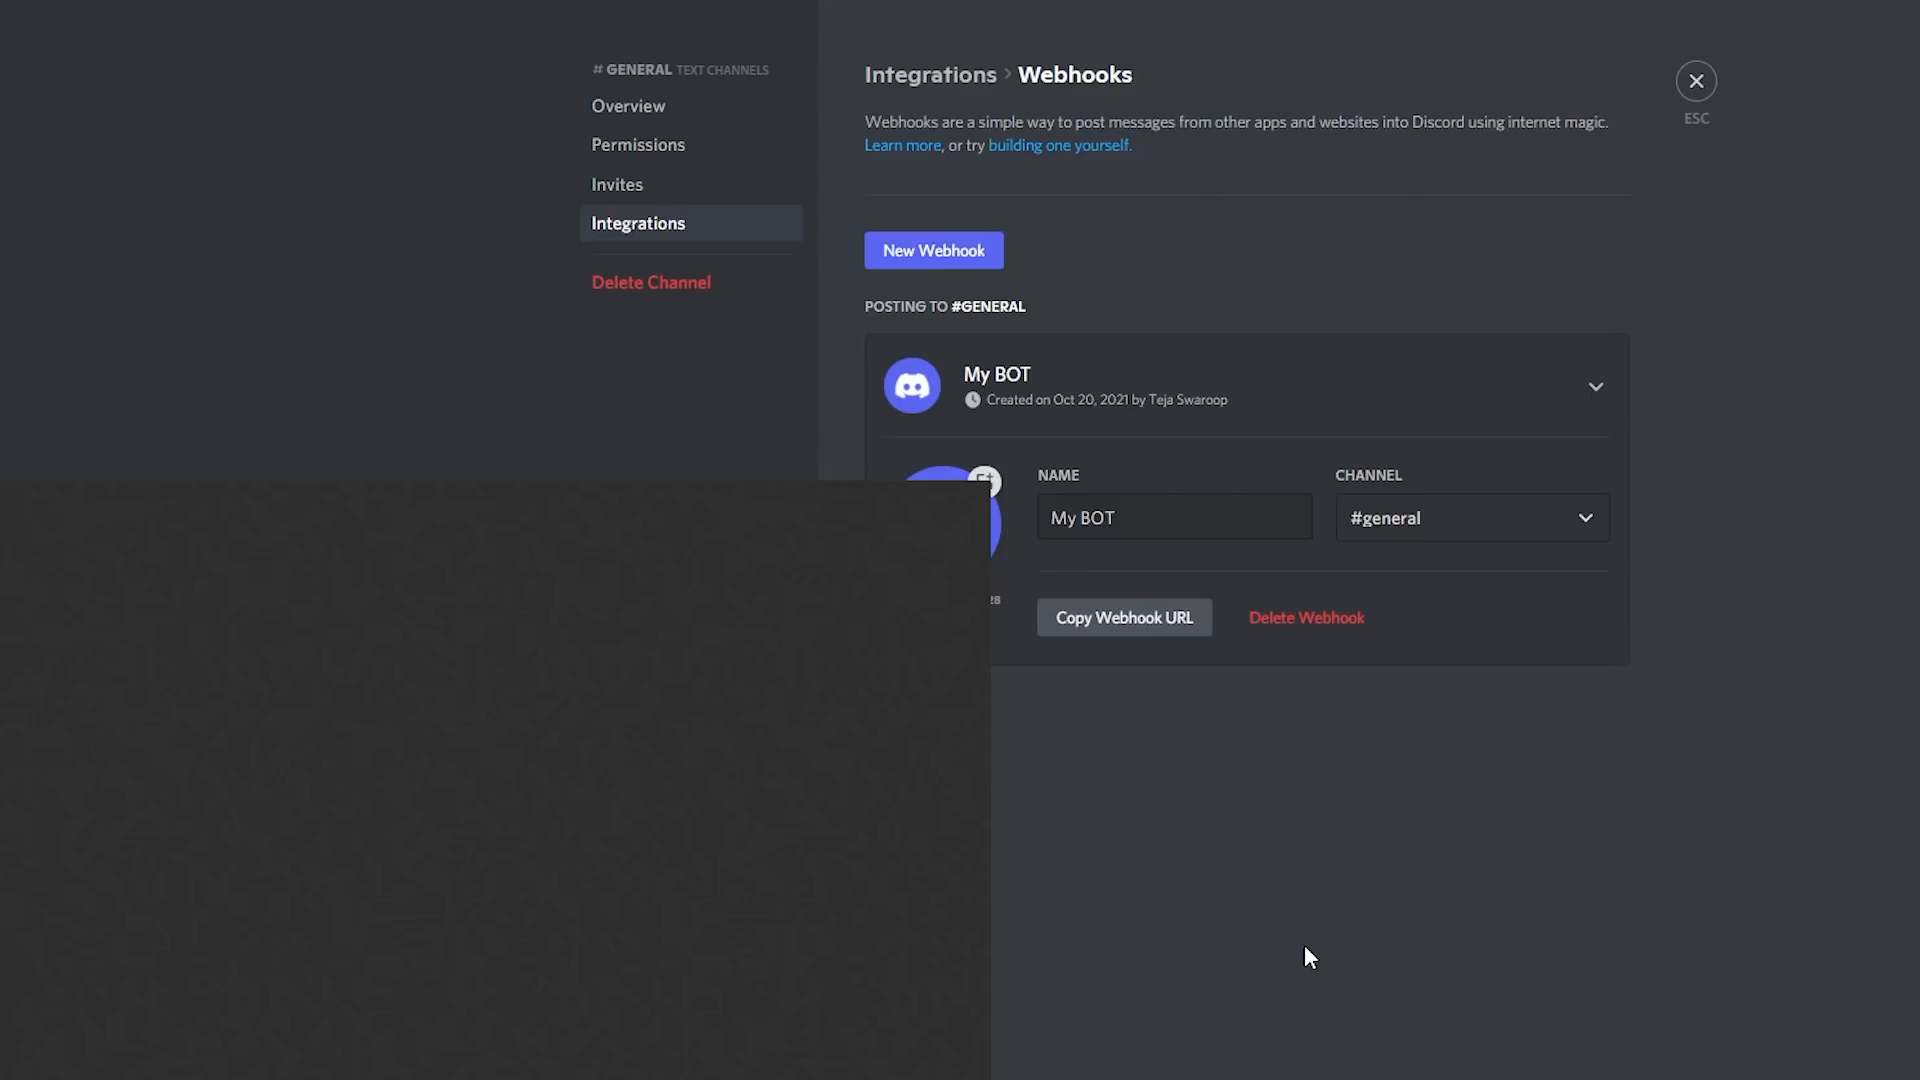 # GENERAL TEXT CHANNELS
Overview
Permissions
Invites
Integrations
Delete Channel
Integrations › Webhooks
Webhooks are a simple way to post messages from other apps and websites into Discord using internet magic.
Learn more, or try building one yourself.
ESC
New Webhook
POSTING TO #GENERAL
My BOT
Created on Oct 20, 2021 by Teja Swaroop
NAME
My BOT
CHANNEL
#general
Copy Webhook URL
Delete Webhook